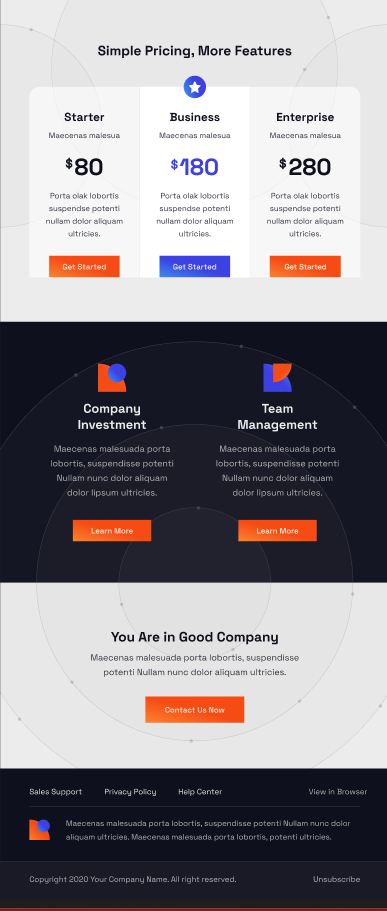 Simple Pricing, More Features
Starter
Maecenas malesua
$80
Porta olak lobortis
suspendse potenti
nullam dolor aliquam
ultricies.
Get Started
Business
Maecenas malesua
$180
Porta olak lobortis
suspendse potenti
nullam dolor aliquam
ultricies.
Get Started
Enterprise
Maecenas malesua
$280
Porta olak lobortis
suspendse potenti
nullam dolor aliquam
ultricies.
Get Started
Company
Investment
Maecenas malesuada porta
lobortis, suspendisse potenti
Nullam nunc dolor aliquam
dolor lipsum ultricies.
Learn More
Team
Management
Maecenas malesuada porta
lobortis, suspendisse potenti
Nullam nunc dolor aliquam
dolor lipsum ultricies.
Learn More
You Are in Good Company
Maecenas malesuada porta lobortis, suspendisse
potenti Nullam nunc dolor aliquam ultricies.
Contact Us Now
Sales Support Privacy Policy Help Center View in Browser
Maecenas malesuada porta lobortis, suspendisse potenti Nullam nunc dolor
aliquam ultricies. Maecenas malesuada porta lobortis, potenti ultricies.
Copyright 2020 Your Company Name. All right reserved. Unsubscribe